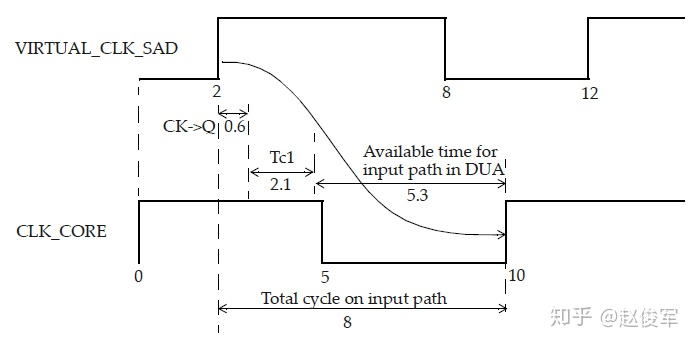 VIRTUAL_CLK_SAD
2
8
12
CK->Q 0.6
Tc1
2.1
Available time for
input path in DUA
5.3
CLK_CORE
0
5
10
Total cycle on input path
8
知乎 @赵俊军